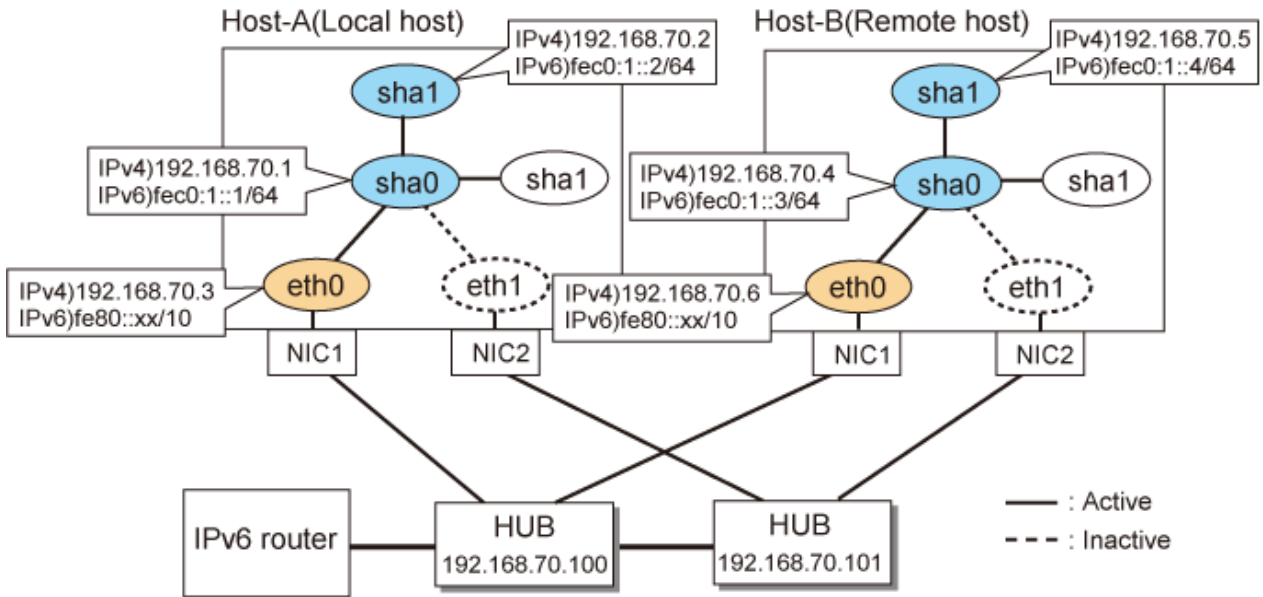 Host-A(Local host)
Host-B(Remote host)
IPv4)192.168.70.2
IPv6)fec0:1::2/64
IPv4)192.168.70.5
IPv6)fec0:1::4/64
sha1
sha1
IPv4)192.168.70.1
IPv6)fec0:1::1/64
sha0
sha1
IPv4)192.168.70.4
IPv6)fec0:1::3/64
sha0
sha1
IPv4)192.168.70.3
IPv6)fe80::xx/10
eth0
eth1
IPv4)192.168.70.6
IPv6)fe80::xx/10
eth0
eth1
NIC1
NIC2
NIC1
NIC2
IPv6 router
HUB
192.168.70.100
HUB
192.168.70.101
: Active
: Inactive